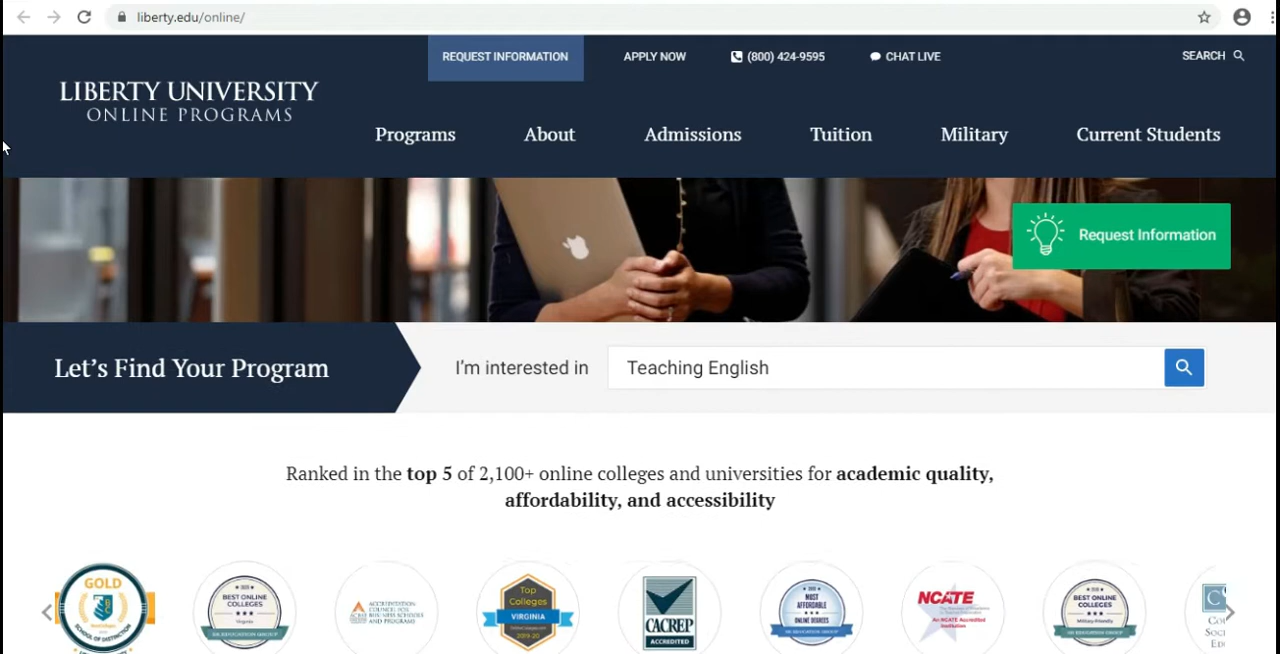 liberty.edu/online/
REQUEST INFORMATION
APPLY NOW
(800) 424-9595
CHAT LIVE
SEARCH
LIBERTY UNIVERSITY
ONLINE PROGRAMS
Programs
About
Admissions
Tuition
Military
Current Students
Request Information
Let's Find Your Program
I'm interested in
Teaching English
Ranked in the top 5 of 2,100+ online colleges and universities for academic quality,
affordability, and accessibility
GOLD
SCHOOL OF DISTINCTION
BEST ONLINE
COLLEGES
Virginia
ACCREDITATION
COUNCIL FOR
BUSINESS SCHOOLS
AND PROGRAMS
Top
Colleges
VIRGINIA
2019-20
CACREP
ACCREDITED
MOST
AFFORDABLE
ONLINE DEGREES
NCATE
An NCATE Accredited
Institution
BEST ONLINE
COLLEGES
Military-Friendly